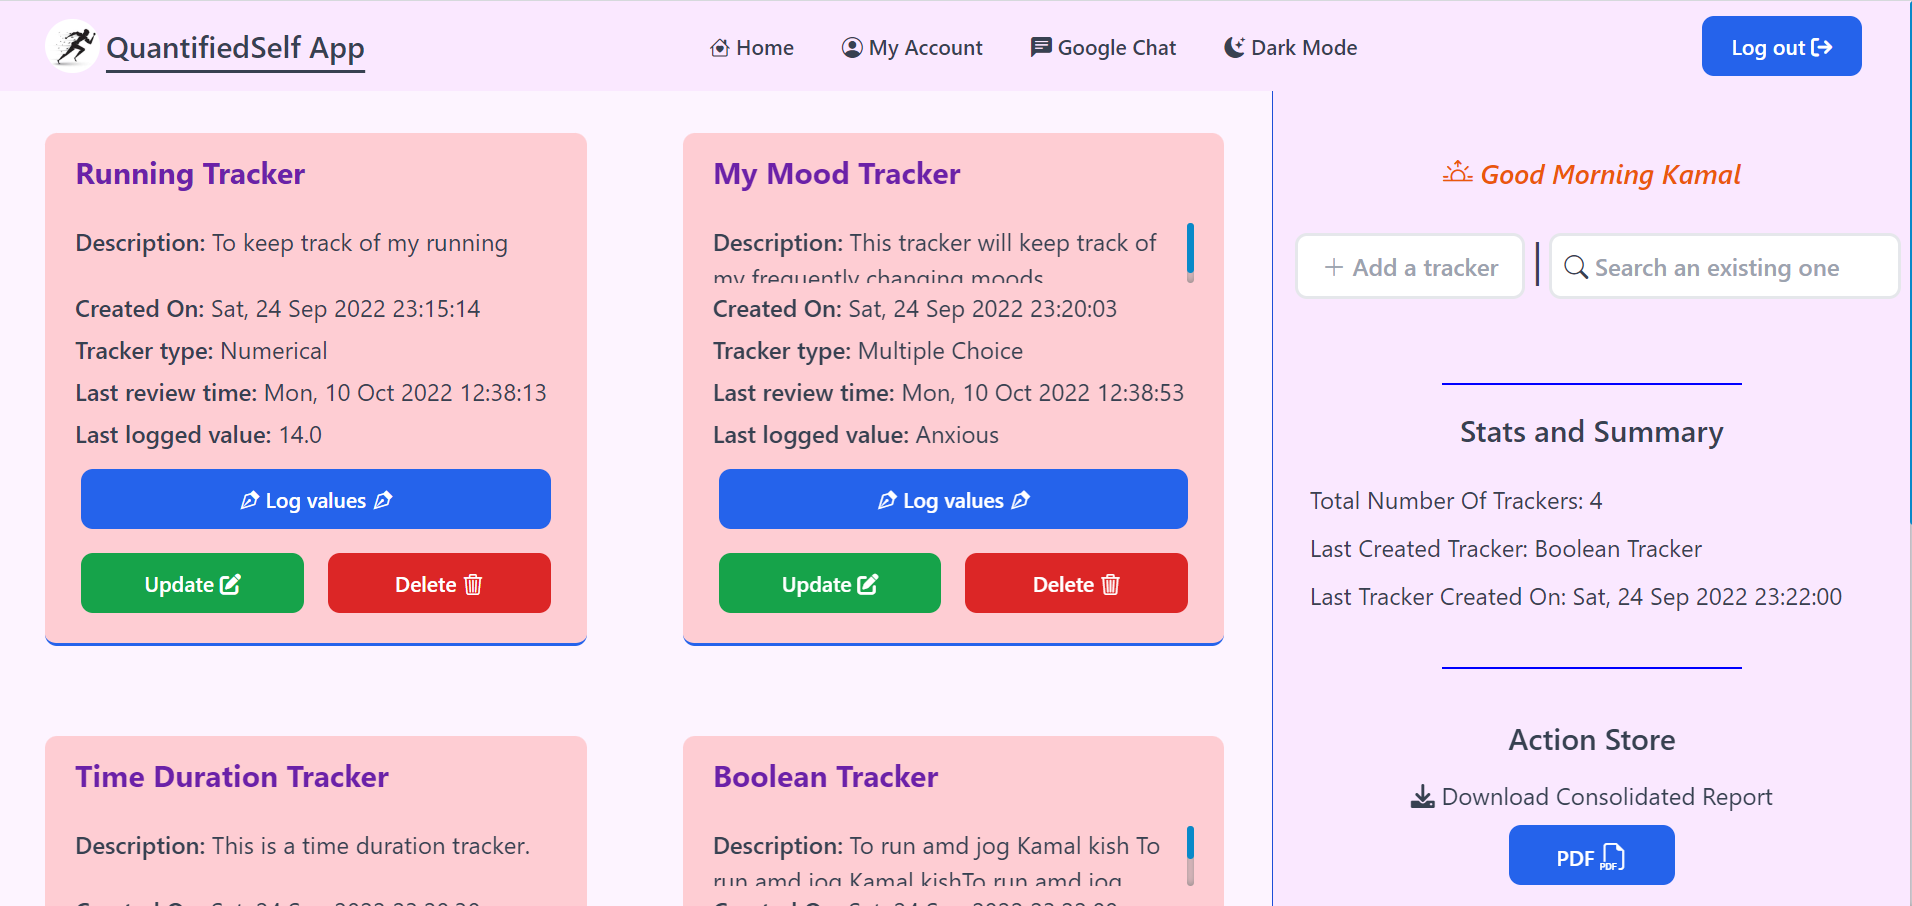 QuantifiedSelf App
Home
My Account
Google Chat
Dark Mode
Log out
Running Tracker
Description: To keep track of my running
Created On: Sat, 24 Sep 2022 23:15:14
Tracker type: Numerical
Last review time: Mon, 10 Oct 2022 12:38:13
Last logged value: 14.0
Log values
Update
Delete
My Mood Tracker
Description: This tracker will keep track of
my frequently changing moods
Created On: Sat, 24 Sep 2022 23:20:03
Tracker type: Multiple Choice
Last review time: Mon, 10 Oct 2022 12:38:53
Last logged value: Anxious
Log values
Update
Delete
Time Duration Tracker
Description: This is a time duration tracker.
Boolean Tracker
Description: To run amd jog Kamal kish To
run amd jog Kamal kishTo run amd jog
Good Morning Kamal
Add a tracker
|
Search an existing one
Stats and Summary
Total Number Of Trackers: 4
Last Created Tracker: Boolean Tracker
Last Tracker Created On: Sat, 24 Sep 2022 23:22:00
Action Store
Download Consolidated Report
PDF